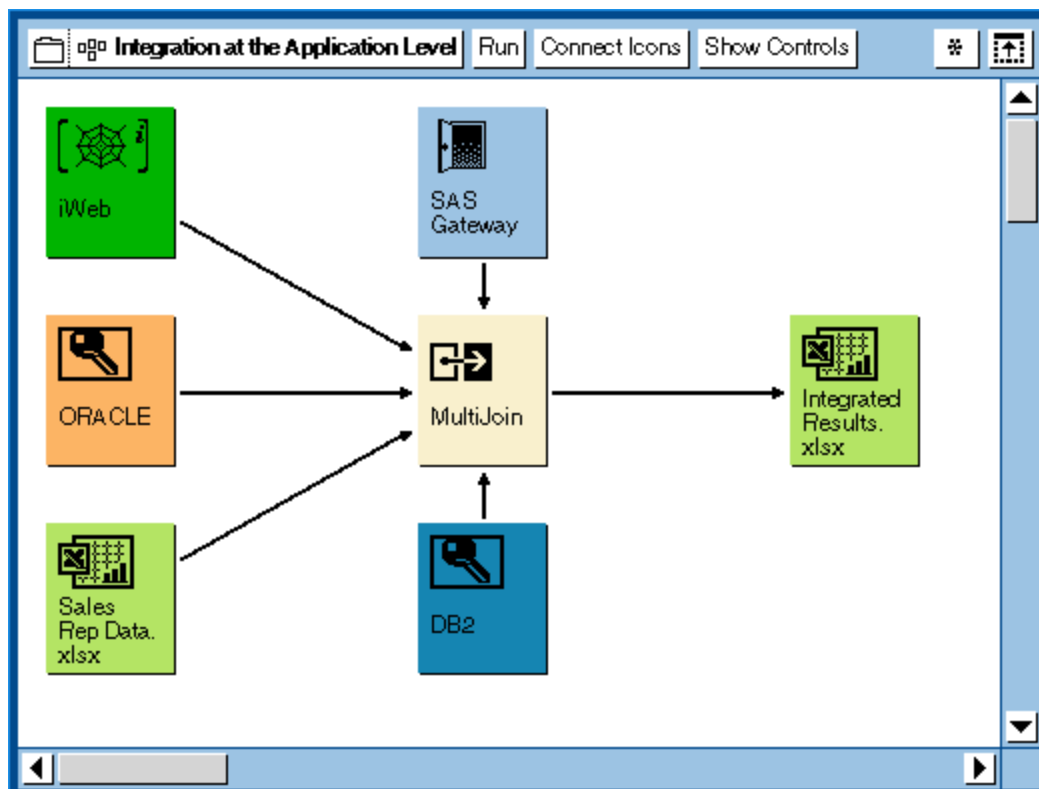 Integration at the Application Level Run Connect Icons Show Controls *
i
iWeb
SAS
Gateway
ORACLE
MultiJoin
Integrated
Results.
xlsx
Sales
Rep Data.
xlsx
DB2